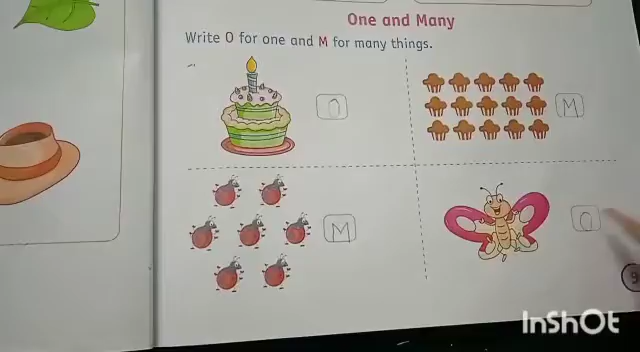 One and Many
Write O for one and M for many things.
O
M
M
O
9
InShOt